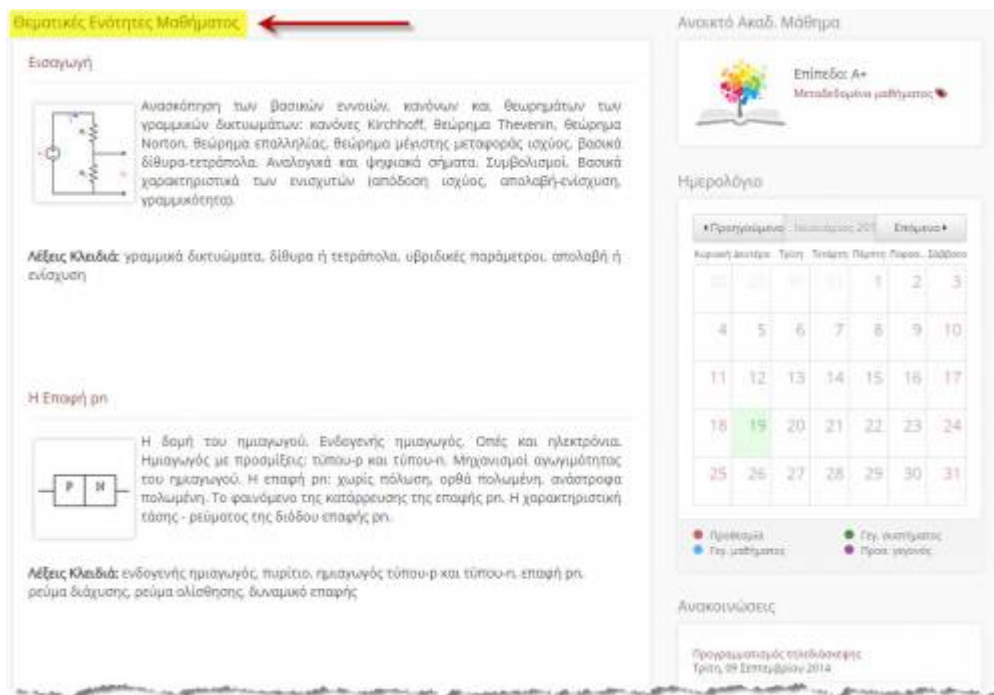 Θεματικές Ενότητες Μαθήματος
Εισαγωγή
Ανασκόπηση των βασικών εννοιών, κανόνων και θεωρημάτων των
γραμμικών δικτυωμάτων: κανόνες Kirchhoff, θεώρημα Thevenin, θεώρημα
Norton, θεώρημα επαλληλίας, θεώρημα μέγιστης μεταφοράς ισχύος, βασικά
δίθυρα-τετράπολα. Αναλογικά και ψηφιακά σήματα. Συμβολισμοί. Βασικά
χαρακτηριστικά των ενισχυτών (απόδοση ισχύος, απολαβή-ενίσχυση,
γραμμικότητα).
Λέξεις Κλειδιά: γραμμικά δικτυώματα, δίθυρα ή τετράπολα, υβριδικές παράμετροι, απολαβή ή
ενίσχυση
Η Επαφή pn
Η δομή του ημιαγωγού. Ενδογενής ημιαγωγός. Οπές και ηλεκτρόνια.
Ημιαγωγός με προσμίξεις: τύπου-p και τύπου-n. Μηχανισμοί αγωγιμότητας
του ημιαγωγού. Η επαφή pn: χωρίς πόλωση, ορθά πολωμένη, ανάστροφα
πολωμένη. Το φαινόμενο της κατάρρευσης της επαφής pn. Η χαρακτηριστική
τάσης - ρεύματος της διόδου επαφής pn.
P N
Λέξεις Κλειδιά: ενδογενής ημιαγωγός, πυρίτιο, ημιαγωγός τύπου-p και τύπου-n, επαφή pn,
ρεύμα διάχυσης, ρεύμα ολίσθησης, δυναμικό επαφής
Ανοικτό Ακαδ. Μάθημα
Επίπεδο: A+
Μεταδεδομένα μαθήματος
Ημερολόγιο
Προηγούμενο Επόμενο
Κυριακή Δευτέρα Τρίτη Τετάρτη Πέμπτη Παρασ.. Σάββατο
1 2 3
4 5 6 7 8 9 10
11 12 13 14 15 16 17
18 19 20 21 22 23 24
25 26 27 28 29 30 31
Προθεσμία Γεγ. συστήματος
Γεγ. μαθήματος Προσ. γεγονός
Ανακοινώσεις
Προγραμματισμός τηλεδιάσκεψης
Τρίτη, 09 Σεπτεμβρίου 2014